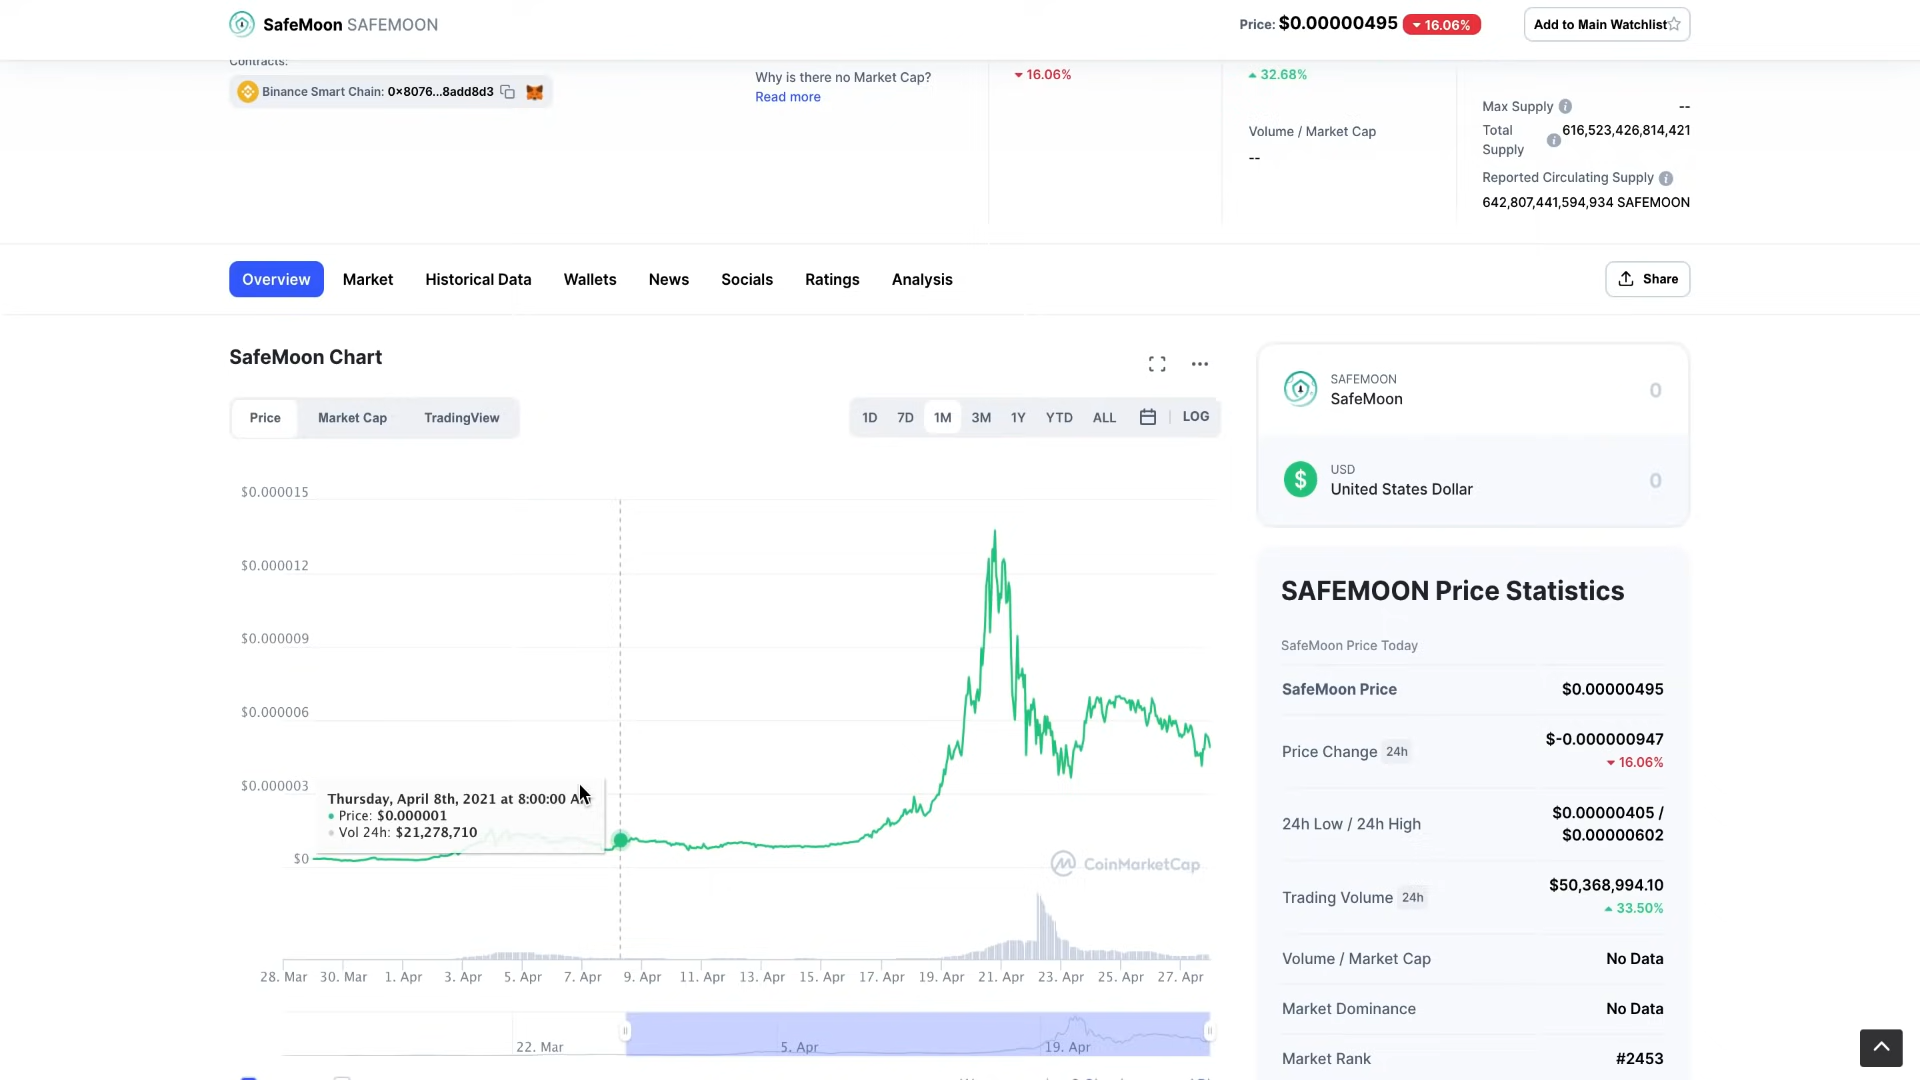 SafeMoon SAFEMOON
Price: $0.00000495 16.06%
Add to Main Watchlist
Contracts:
Binance Smart Chain: 0x8076...8add8d3
Why is there no Market Cap?
Read more
16.06%
32.68%
Volume / Market Cap
--
Max Supply --
Total Supply 616,523,426,814,421
Reported Circulating Supply
642,807,441,594,934 SAFEMOON
Overview Market Historical Data Wallets News Socials Ratings Analysis
Share
SafeMoon Chart
Price Market Cap TradingView
1D 7D 1M 3M 1Y YTD ALL LOG
$0.000015
$0.000012
$0.000009
$0.000006
$0.000003
$0
Thursday, April 8th, 2021 at 8:00:00
Price: $0.000001
Vol 24h: $21,278,710
CoinMarketCap
28. Mar 30. Mar 1. Apr 3. Apr 5. Apr 7. Apr 9. Apr 11. Apr 13. Apr 15. Apr 17. Apr 19. Apr 21. Apr 23. Apr 25. Apr 27. Apr
22. Mar 5. Apr 19. Apr
SAFEMOON
SafeMoon
0
USD
United States Dollar
0
SAFEMOON Price Statistics
SafeMoon Price Today
SafeMoon Price $0.00000495
Price Change 24h $-0.000000947
16.06%
24h Low / 24h High $0.00000405 /
$0.00000602
Trading Volume 24h $50,368,994.10
33.50%
Volume / Market Cap No Data
Market Dominance No Data
Market Rank #2453